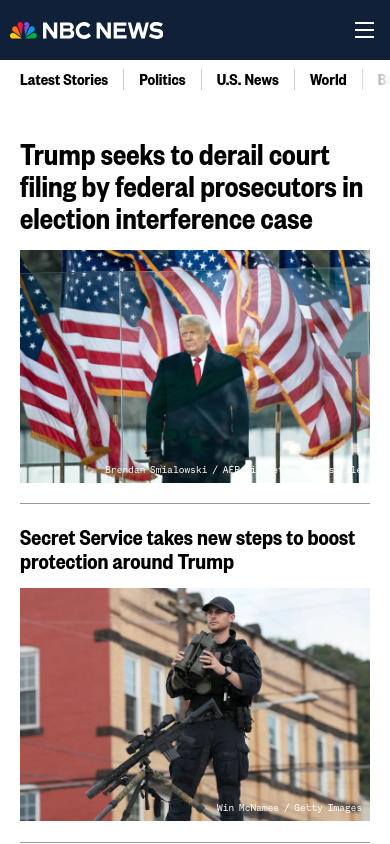 NBC NEWS
Latest Stories Politics U.S. News World
Trump seeks to derail court
filing by federal prosecutors in
election interference case
Brendan Smialowski / AFP
Secret Service takes new steps to boost
protection around Trump
Win McNamee / Getty Images